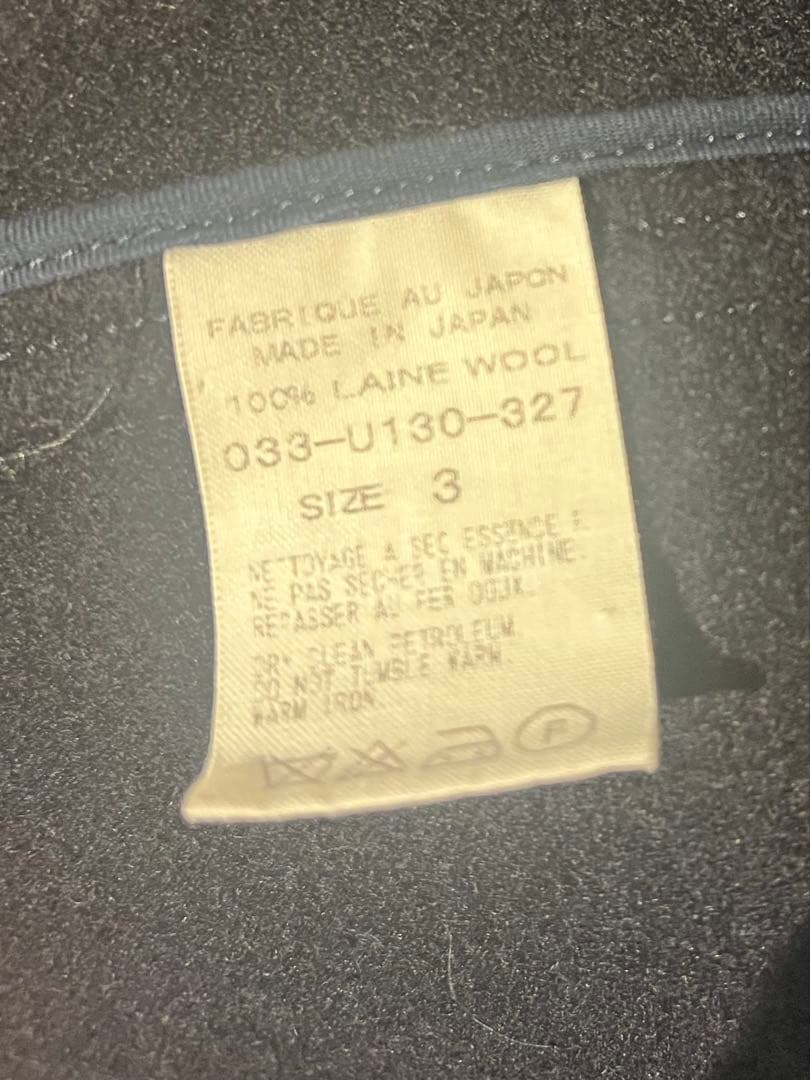 FABRIQUE AU JAPON
MADE IN JAPAN
100% LAINE WOOL
033-U130-327
SIZE 3
NETTOYAGE A SEC ESSENCE F.
NE PAS SECHER EN MACHINE.
REPASSER AU FER DOUX.
DRY CLEAN PETROLEUM.
DO NOT TUMBLE WARM.
WARM IRON.
F